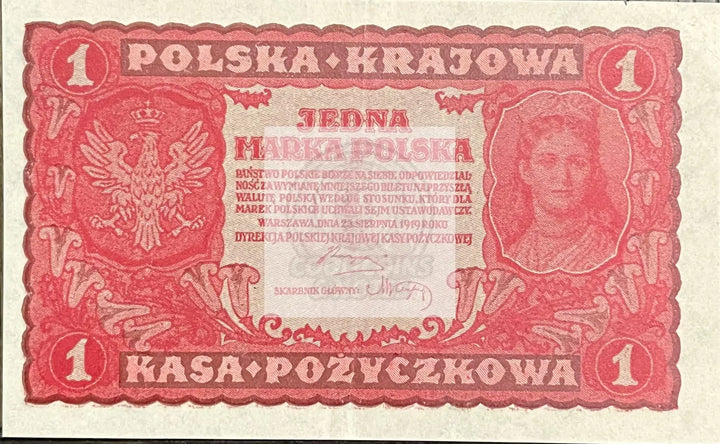 1 POLSKA • KRAJOWA 1
JEDNA
MARKA POLSKA
PAŃSTWO POLSKIE BIERZE NA SIEBIE ODPOWIEDZIAL-
NOŚĆ ZA WYMIANĘ NINIEJSZEGO BILETU NA PRZYSZŁĄ
WALUTĘ POLSKĄ WEDŁUG STOSUNKU, KTÓRY DLA
MAREK POLSKICH UCHWALI SEJM USTAWODAWCZY.
WARSZAWA, DNIA 23 SIERPNIA 1919 ROKU
DYREKCJA POLSKIEJ KRAJOWEJ KASY POŻYCZKOWEJ
SKARBNIK GŁÓWNY:
1 KASA • POŻYCZKOWA 1